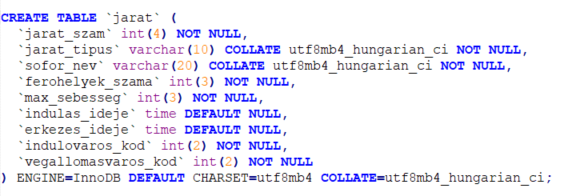 CREATE TABLE `jarat` (
`jarat_szam` int(4) NOT NULL,
`jarat_tipus` varchar(10) COLLATE utf8mb4_hungarian_ci NOT NULL,
`sofor_nev` varchar(20) COLLATE utf8mb4_hungarian_ci NOT NULL,
`ferohelyek_szama` int(3) NOT NULL,
`max_sebesseg` int(3) NOT NULL,
`indulas_ideje` time DEFAULT NULL,
`erkezes_ideje` time DEFAULT NULL,
`indulovaros_kod` int(2) NOT NULL,
`vegallomasvaros_kod` int(2) NOT NULL
) ENGINE=InnoDB DEFAULT CHARSET=utf8mb4 COLLATE=utf8mb4_hungarian_ci;